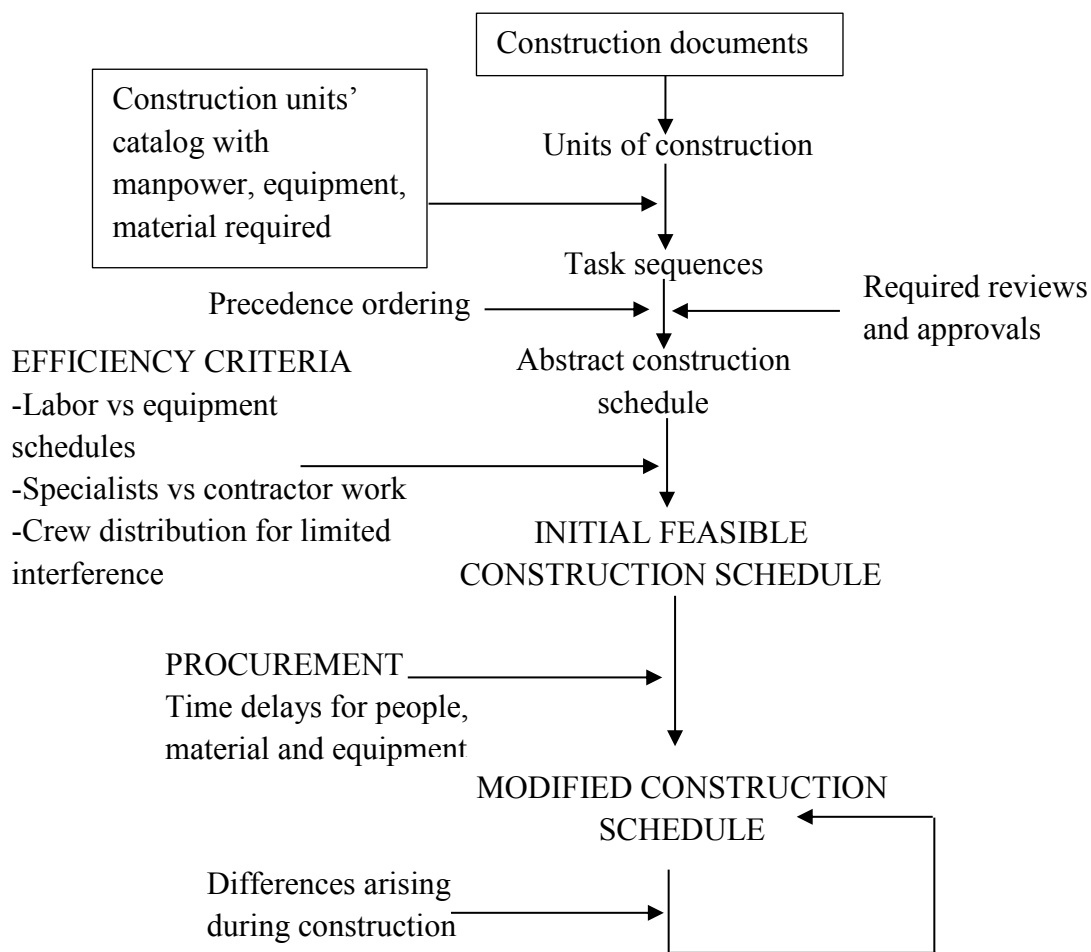 Construction documents
Construction units’
catalog with
manpower, equipment,
material required
Units of construction
Task sequences
Precedence ordering
Required reviews
and approvals
Abstract construction
schedule
EFFICIENCY CRITERIA
-Labor vs equipment
schedules
-Specialists vs contractor work
-Crew distribution for limited
interference
INITIAL FEASIBLE
CONSTRUCTION SCHEDULE
PROCUREMENT
Time delays for people,
material and equipment
MODIFIED CONSTRUCTION
SCHEDULE
Differences arising
during construction